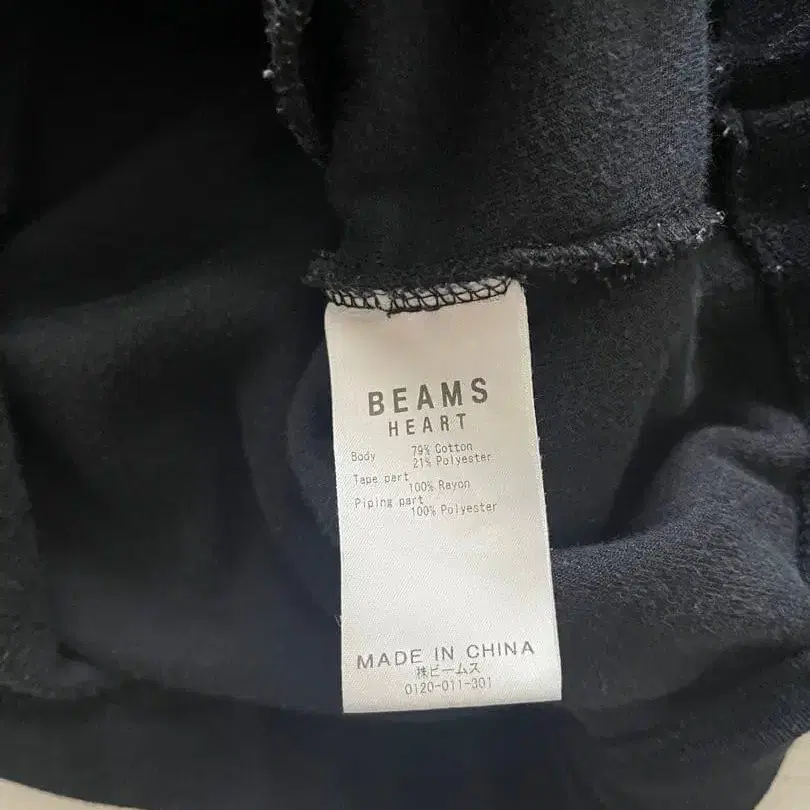 BEAMS
HEART
Body 79% Cotton
21% Polyester
Tape part
100% Rayon
Piping part
100% Polyester
MADE IN CHINA
㈱ビームス
0120-011-301